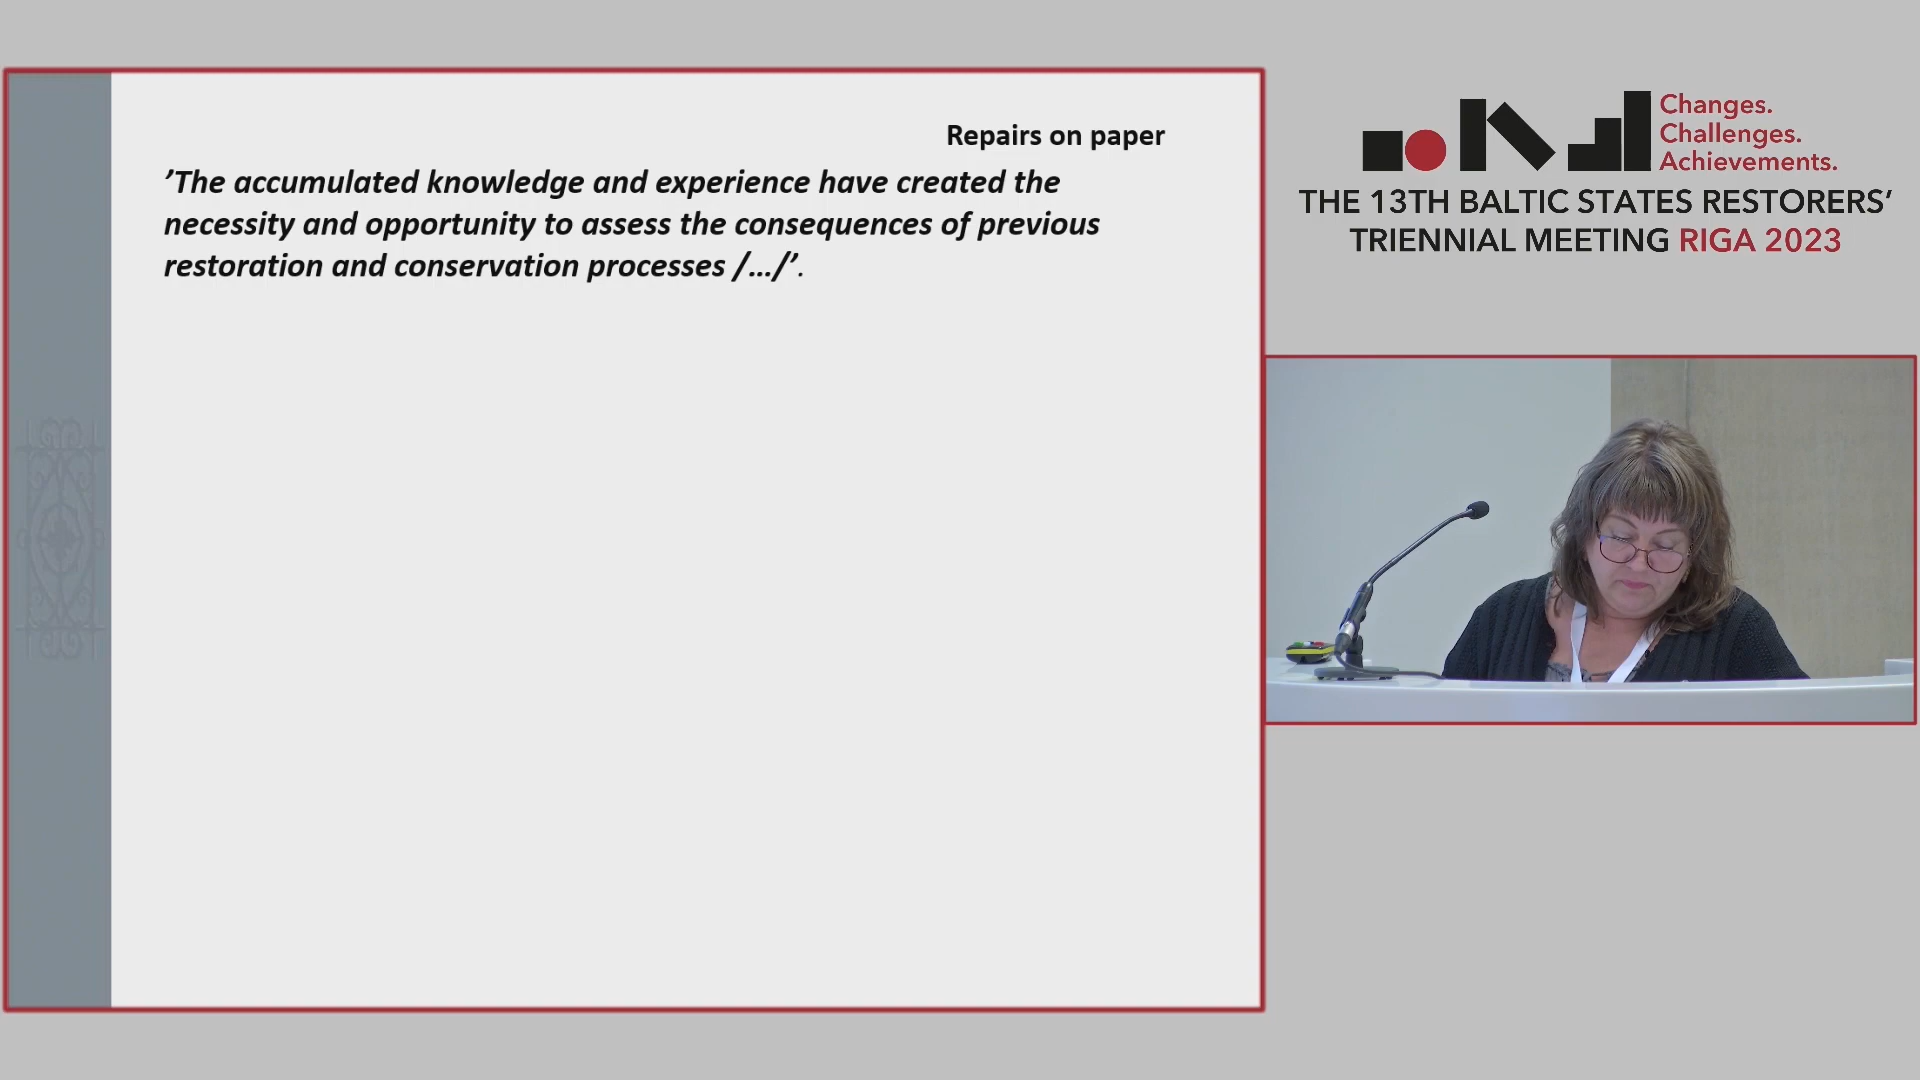 Repairs on paper
’The accumulated knowledge and experience have created the
necessity and opportunity to assess the consequences of previous
restoration and conservation processes /…/’.
Changes.
Challenges.
Achievements.
THE 13TH BALTIC STATES RESTORERS’
TRIENNIAL MEETING RIGA 2023